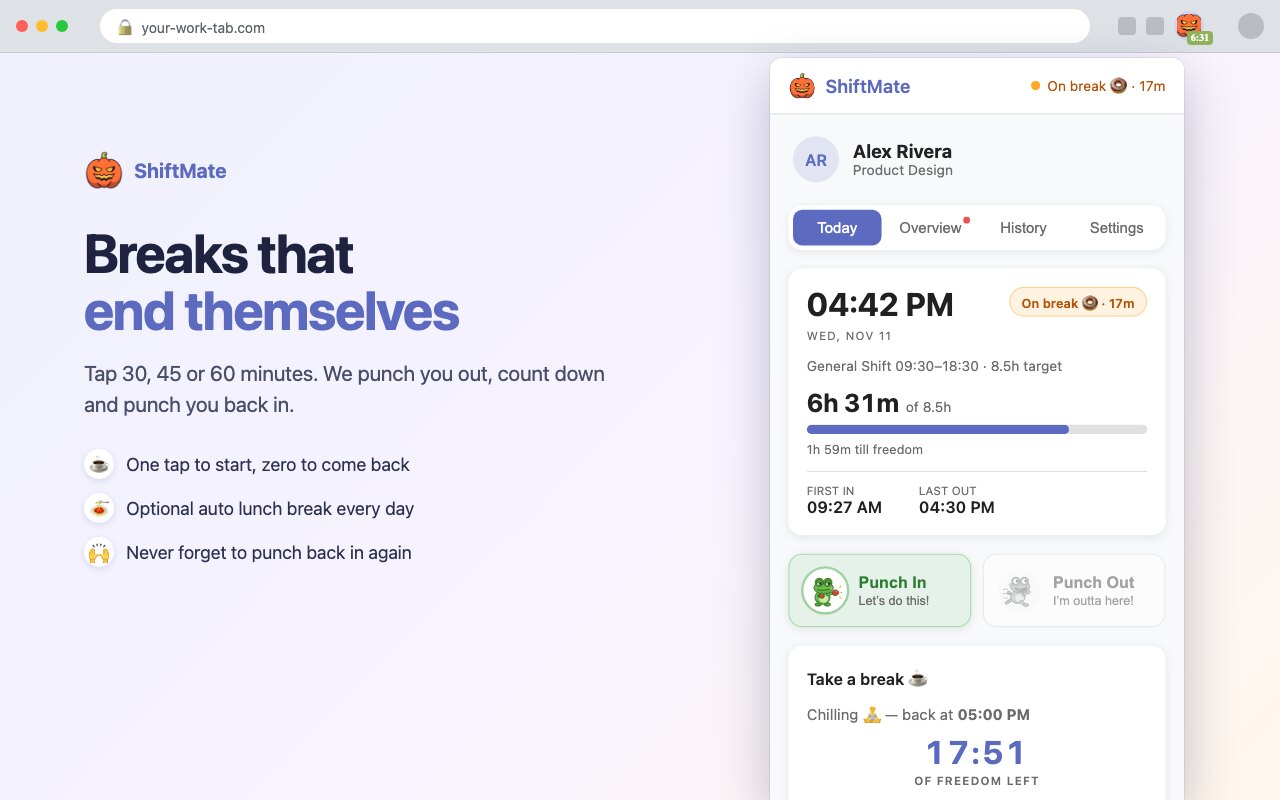 your-work-tab.com
6:31
ShiftMate
Breaks that
end themselves
Tap 30, 45 or 60 minutes. We punch you out, count down
and punch you back in.
One tap to start, zero to come back
Optional auto lunch break every day
Never forget to punch back in again
ShiftMate
On break 🍩 · 17m
AR
Alex Rivera
Product Design
Today Overview History Settings
04:42 PM
On break 🍩 · 17m
WED, NOV 11
General Shift 09:30–18:30 · 8.5h target
6h 31m of 8.5h
1h 59m till freedom
FIRST IN LAST OUT
09:27 AM 04:30 PM
Punch In
Let's do this!
Punch Out
I'm outta here!
Take a break ☕
Chilling 🧘 — back at 05:00 PM
17:51
OF FREEDOM LEFT